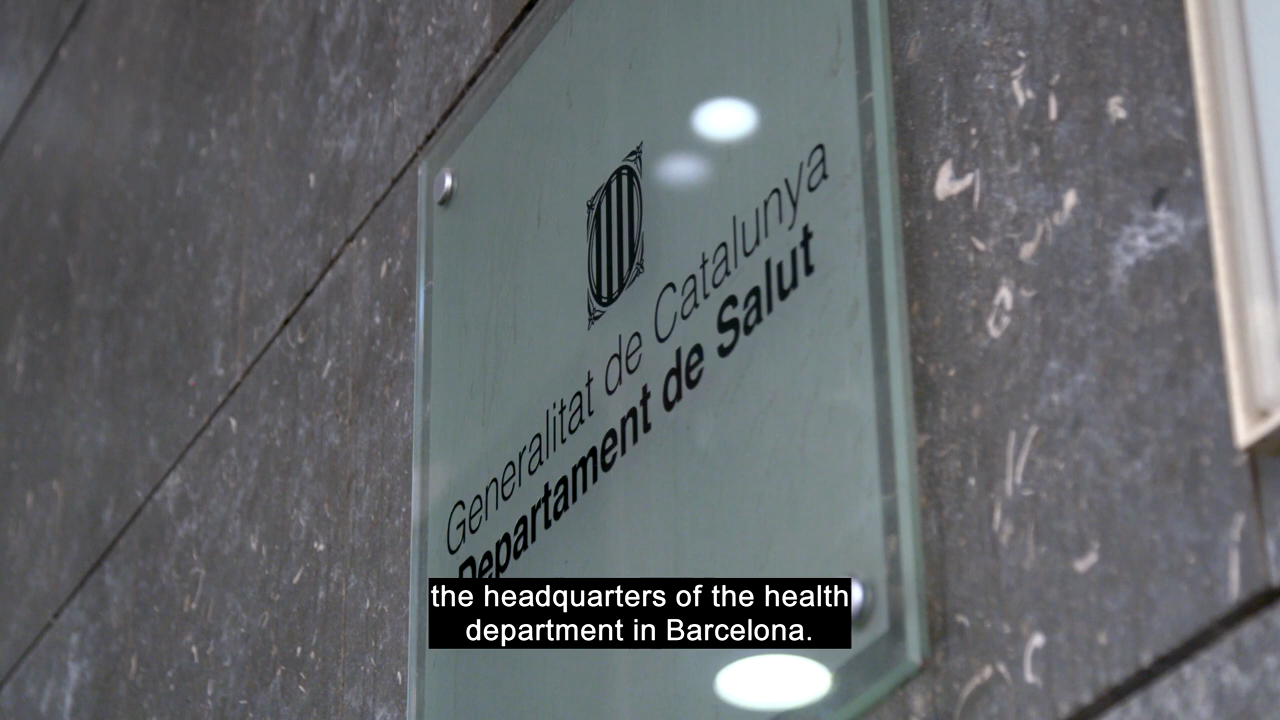 Generalitat de Catalunya
Departament de Salut
the headquarters of the health
department in Barcelona.